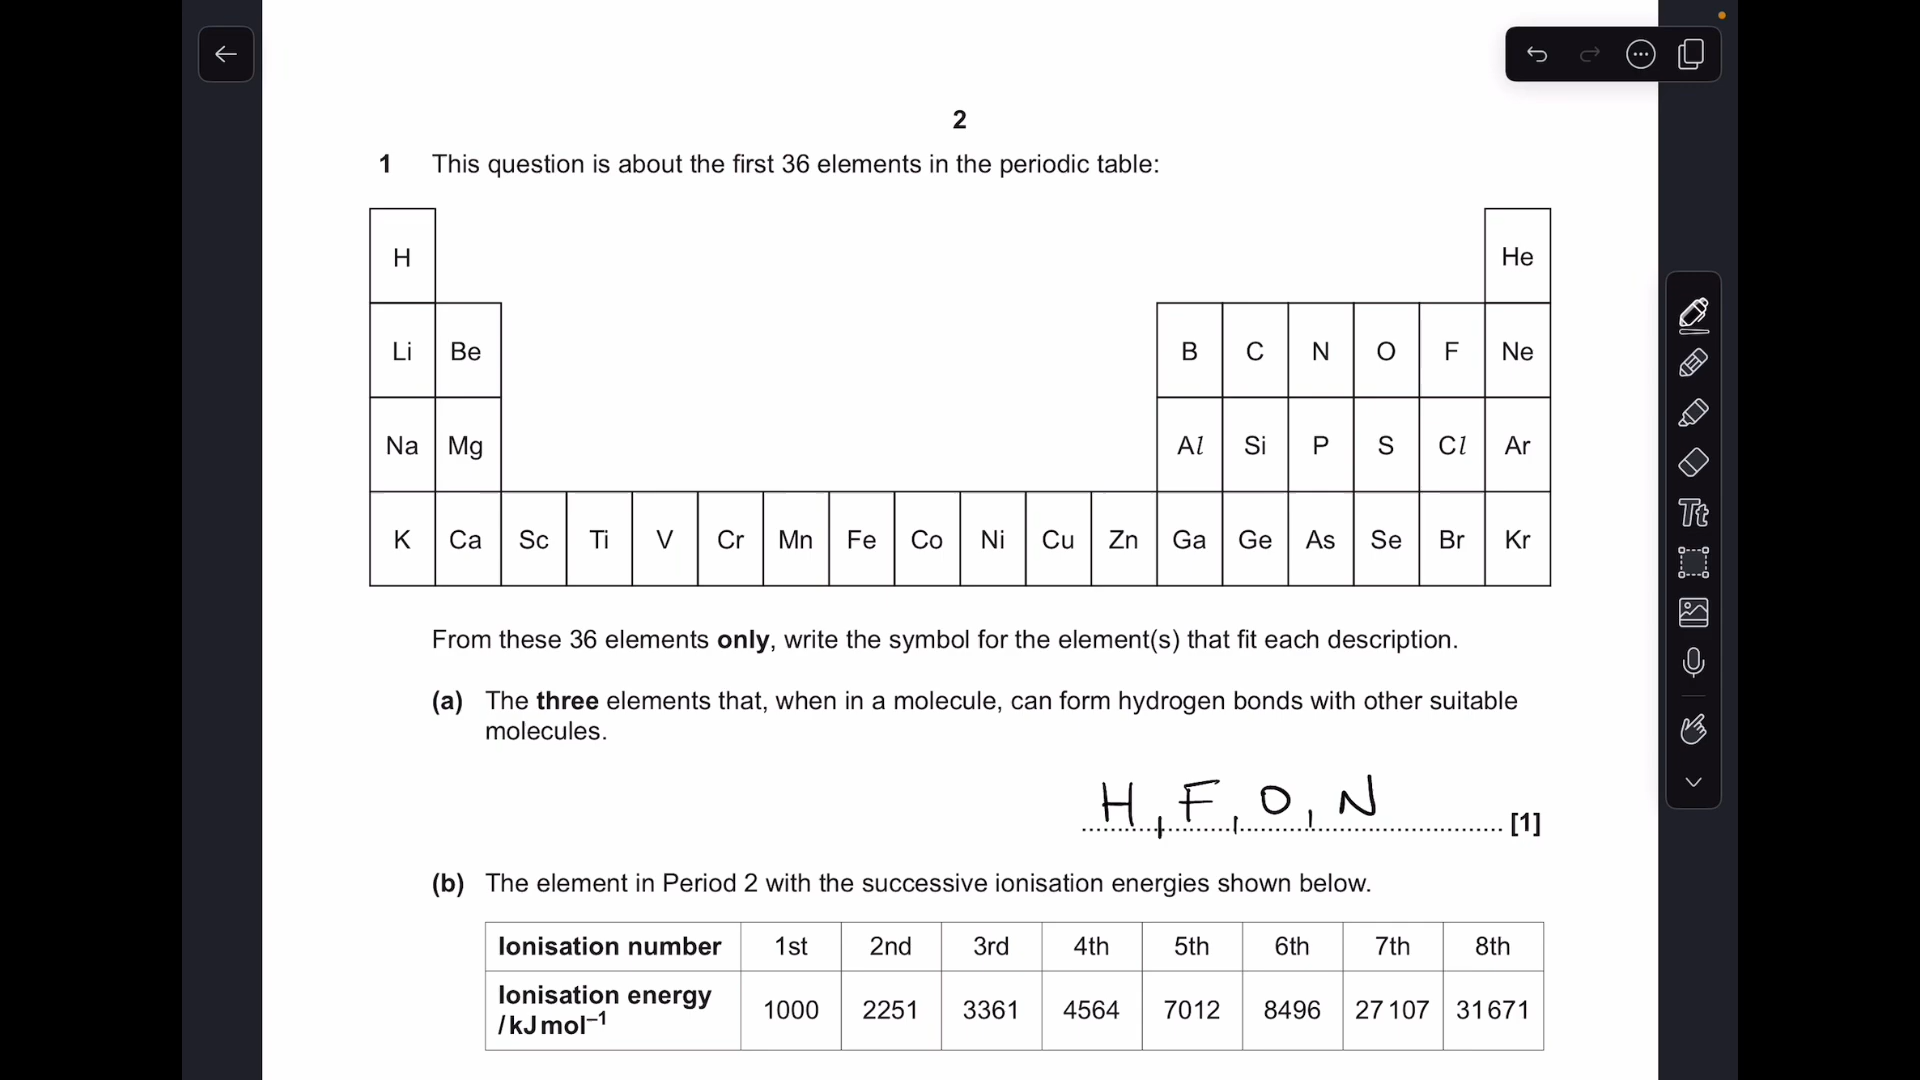 2
1 This question is about the first 36 elements in the periodic table:
H He
Li Be B C N O F Ne
Na Mg Al Si P S Cl Ar
K Ca Sc Ti V Cr Mn Fe Co Ni Cu Zn Ga Ge As Se Br Kr
From these 36 elements only, write the symbol for the element(s) that fit each description.
(a) The three elements that, when in a molecule, can form hydrogen bonds with other suitable
molecules.
H, F, O, N
[1]
(b) The element in Period 2 with the successive ionisation energies shown below.
Ionisation number 1st 2nd 3rd 4th 5th 6th 7th 8th
Ionisation energy
/kJ mol⁻¹ 1000 2251 3361 4564 7012 8496 27 107 31 671
Tt